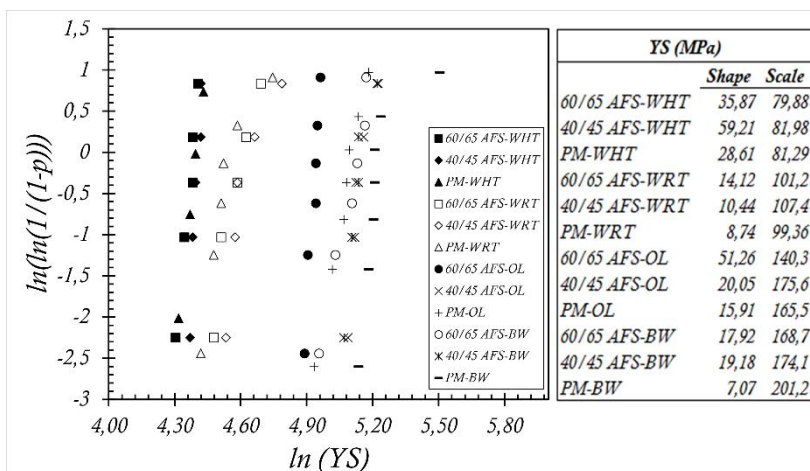 1,5
1
0,5
0
-0,5
-1
-1,5
-2
-2,5
-3
ln(ln(1/(1-p)))
4,00 4,30 4,60 4,90 5,20 5,50 5,80
ln (YS)
60/65 AFS-WHT
40/45 AFS-WHT
PM-WHT
60/65 AFS-WRT
40/45 AFS-WRT
PM-WRT
60/65 AFS-OL
40/45 AFS-OL
PM-OL
60/65 AFS-BW
40/45 AFS-BW
PM-BW
YS (MPa)
Shape Scale
60/65 AFS-WHT 35,87 79,88
40/45 AFS-WHT 59,21 81,98
PM-WHT 28,61 81,29
60/65 AFS-WRT 14,12 101,2
40/45 AFS-WRT 10,44 107,4
PM-WRT 8,74 99,36
60/65 AFS-OL 51,26 140,3
40/45 AFS-OL 20,05 175,6
PM-OL 15,91 165,5
60/65 AFS-BW 17,92 168,7
40/45 AFS-BW 19,18 174,1
PM-BW 7,07 201,2